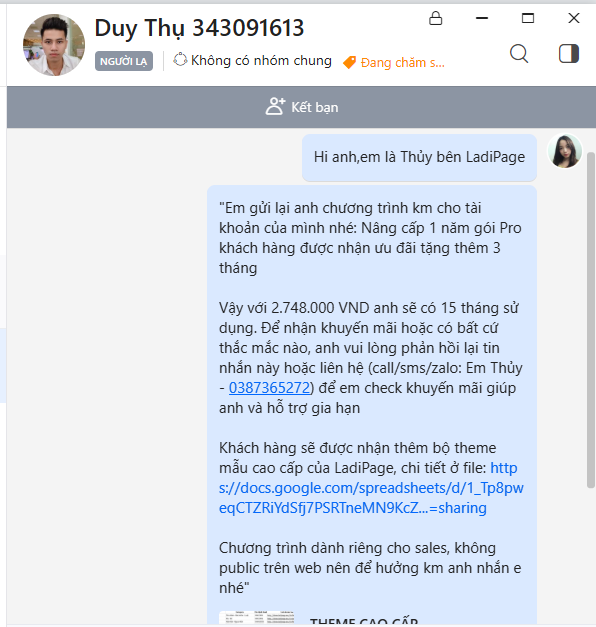 Duy Thụ 343091613
NGƯỜI LẠ
Không có nhóm chung
Đang chăm s...
Kết bạn
Hi anh,em là Thủy bên LadiPage
"Em gửi lại anh chương trình km cho tài
khoản của mình nhé: Nâng cấp 1 năm gói Pro
khách hàng được nhận ưu đãi tặng thêm 3
tháng
Vậy với 2.748.000 VND anh sẽ có 15 tháng sử
dụng. Để nhận khuyến mãi hoặc có bất cứ
thắc mắc nào, anh vui lòng phản hồi lại tin
nhắn này hoặc liên hệ (call/sms/zalo: Em Thủy
- 0387365272) để em check khuyến mãi giúp
anh và hỗ trợ gia hạn
Khách hàng sẽ được nhận thêm bộ theme
mẫu cao cấp của LadiPage, chi tiết ở file: http
s://docs.google.com/spreadsheets/d/1_Tp8pw
eqCTZRiYdSfj7PSRTneMN9KcZ...=sharing
Chương trình dành riêng cho sales, không
public trên web nên để hưởng km anh nhắn e
nhé"
THEME CAO CẤP